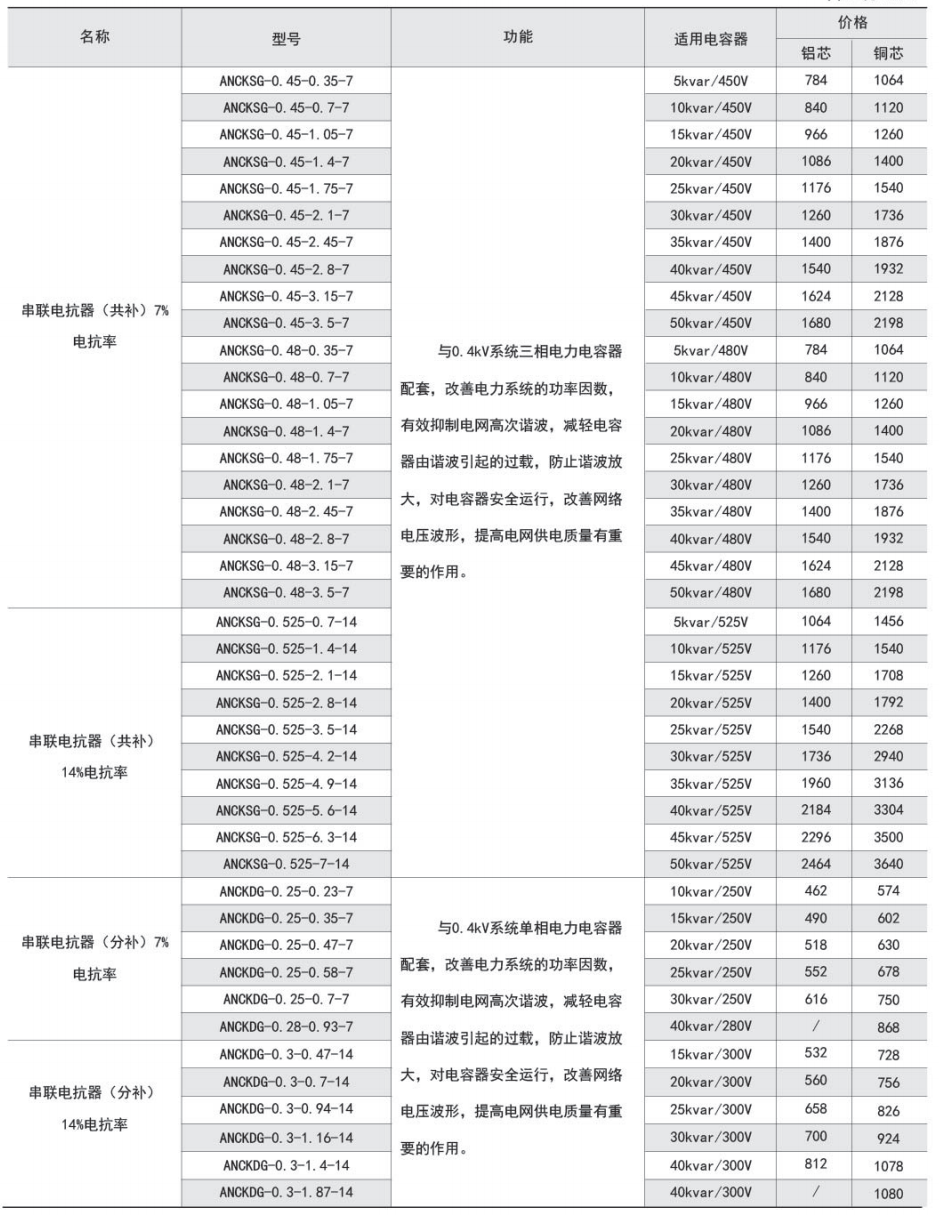 名称 型号 功能 适用电容器 价格
铝芯 铜芯
串联电抗器（共补）7%
电抗率
ANCKSG-0.45-0.35-7 5kvar/450V 784 1064
ANCKSG-0.45-0.7-7 10kvar/450V 840 1120
ANCKSG-0.45-1.05-7 15kvar/450V 966 1260
ANCKSG-0.45-1.4-7 20kvar/450V 1086 1400
ANCKSG-0.45-1.75-7 25kvar/450V 1176 1540
ANCKSG-0.45-2.1-7 30kvar/450V 1260 1736
ANCKSG-0.45-2.45-7 35kvar/450V 1400 1876
ANCKSG-0.45-2.8-7 40kvar/450V 1540 1932
ANCKSG-0.45-3.15-7 45kvar/450V 1624 2128
ANCKSG-0.45-3.5-7 50kvar/450V 1680 2198
ANCKSG-0.48-0.35-7 5kvar/480V 784 1064
ANCKSG-0.48-0.7-7 10kvar/480V 840 1120
ANCKSG-0.48-1.05-7 15kvar/480V 966 1260
ANCKSG-0.48-1.4-7 20kvar/480V 1086 1400
ANCKSG-0.48-1.75-7 25kvar/480V 1176 1540
ANCKSG-0.48-2.1-7 30kvar/480V 1260 1736
ANCKSG-0.48-2.45-7 35kvar/480V 1400 1876
ANCKSG-0.48-2.8-7 40kvar/480V 1540 1932
ANCKSG-0.48-3.15-7 45kvar/480V 1624 2128
ANCKSG-0.48-3.5-7 50kvar/480V 1680 2198
与0.4kV系统三相电力电容器
配套，改善电力系统的功率因数，
有效抑制电网高次谐波，减轻电容
器由谐波引起的过载，防止谐波放
大，对电容器安全运行，改善网络
电压波形，提高电网供电质量有重
要的作用。
串联电抗器（共补）
14%电抗率
ANCKSG-0.525-0.7-14 5kvar/525V 1064 1456
ANCKSG-0.525-1.4-14 10kvar/525V 1176 1540
ANCKSG-0.525-2.1-14 15kvar/525V 1260 1708
ANCKSG-0.525-2.8-14 20kvar/525V 1400 1792
ANCKSG-0.525-3.5-14 25kvar/525V 1540 2268
ANCKSG-0.525-4.2-14 30kvar/525V 1736 2940
ANCKSG-0.525-4.9-14 35kvar/525V 1960 3136
ANCKSG-0.525-5.6-14 40kvar/525V 2184 3304
ANCKSG-0.525-6.3-14 45kvar/525V 2296 3500
ANCKSG-0.525-7-14 50kvar/525V 2464 3640
串联电抗器（分补）7%
电抗率
ANCKDG-0.25-0.23-7 10kvar/250V 462 574
ANCKDG-0.25-0.35-7 15kvar/250V 490 602
ANCKDG-0.25-0.47-7 20kvar/250V 518 630
ANCKDG-0.25-0.58-7 25kvar/250V 552 678
ANCKDG-0.25-0.7-7 30kvar/250V 616 750
ANCKDG-0.28-0.93-7 40kvar/280V / 868
与0.4kV系统单相电力电容器
配套，改善电力系统的功率因数，
有效抑制电网高次谐波，减轻电容
器由谐波引起的过载，防止谐波放
大，对电容器安全运行，改善网络
电压波形，提高电网供电质量有重
要的作用。
串联电抗器（分补）
14%电抗率
ANCKDG-0.3-0.47-14 15kvar/300V 532 728
ANCKDG-0.3-0.7-14 20kvar/300V 560 756
ANCKDG-0.3-0.94-14 25kvar/300V 658 826
ANCKDG-0.3-1.16-14 30kvar/300V 700 924
ANCKDG-0.3-1.4-14 40kvar/300V 812 1078
ANCKDG-0.3-1.87-14 40kvar/300V / 1080